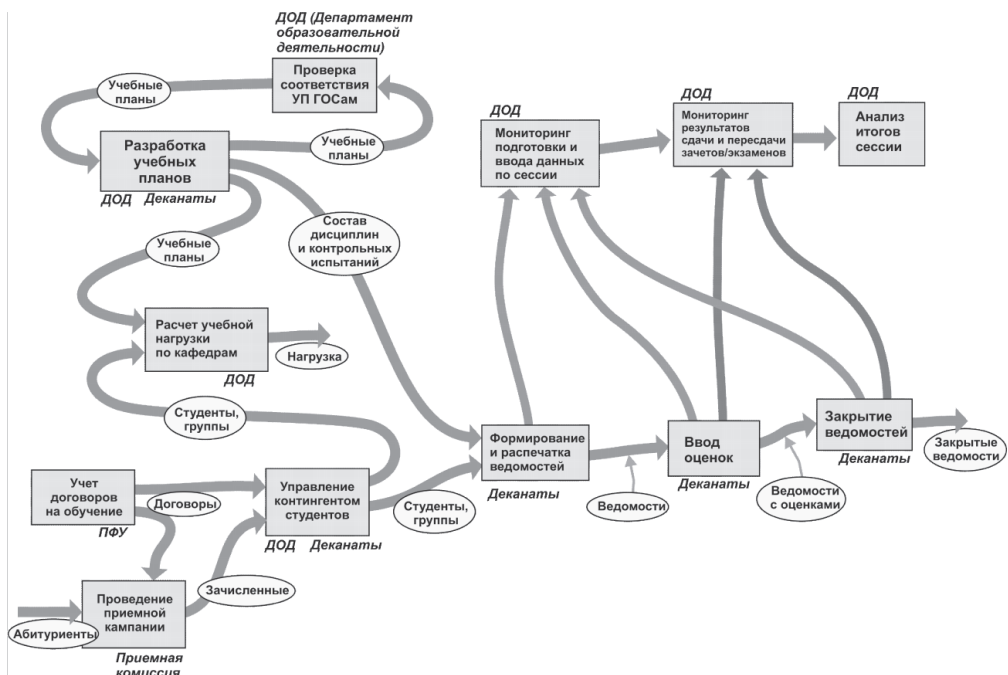 ДОД (Департамент
образовательной
деятельности)
Проверка
соответствия
УП ГОСам
Учебные
планы
Учебные
планы
Разработка
учебных
планов
ДОД Деканаты
Учебные
планы
Состав
дисциплин
и контрольных
испытаний
ДОД
Мониторинг
подготовки и
ввода данных
по сессии
ДОД
Мониторинг
результатов
сдачи и передачи
зачетов/экзаменов
ДОД
Анализ
итогов
сессии
Расчет учебной
нагрузки
по кафедрам
ДОД
Нагрузка
Студенты,
группы
Учет
договоров
на обучение
ПФУ
Договоры
Управление
контингентом
студентов
ДОД Деканаты
Студенты,
группы
Формирование
и распечатка
ведомостей
Деканаты
Ведомости
Ввод
оценок
Деканаты
Ведомости
с оценками
Закрытие
ведомостей
Деканаты
Закрытые
ведомости
Зачисленные
Абитуриенты
Проведение
приемной
кампании
Приемная
комиссия